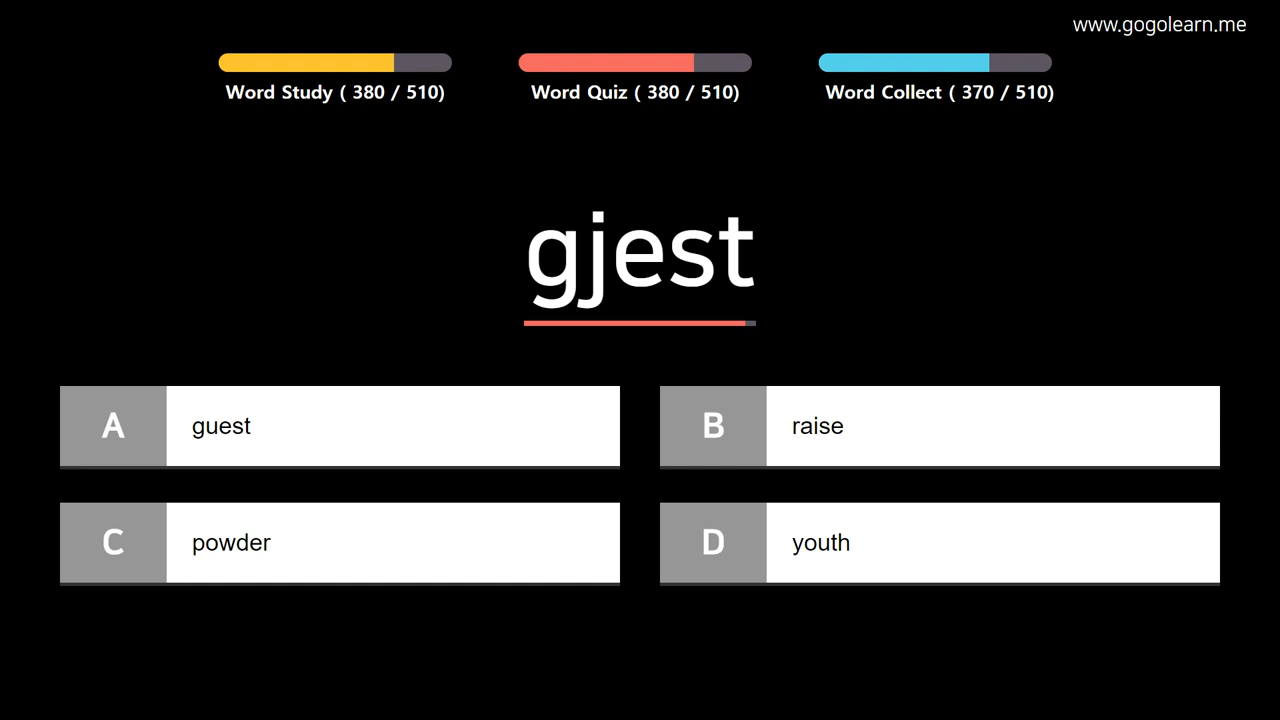 www.gogolearn.me
Word Study ( 380 / 510)
Word Quiz ( 380 / 510)
Word Collect ( 370 / 510)
gjest
A guest
B raise
C powder
D youth